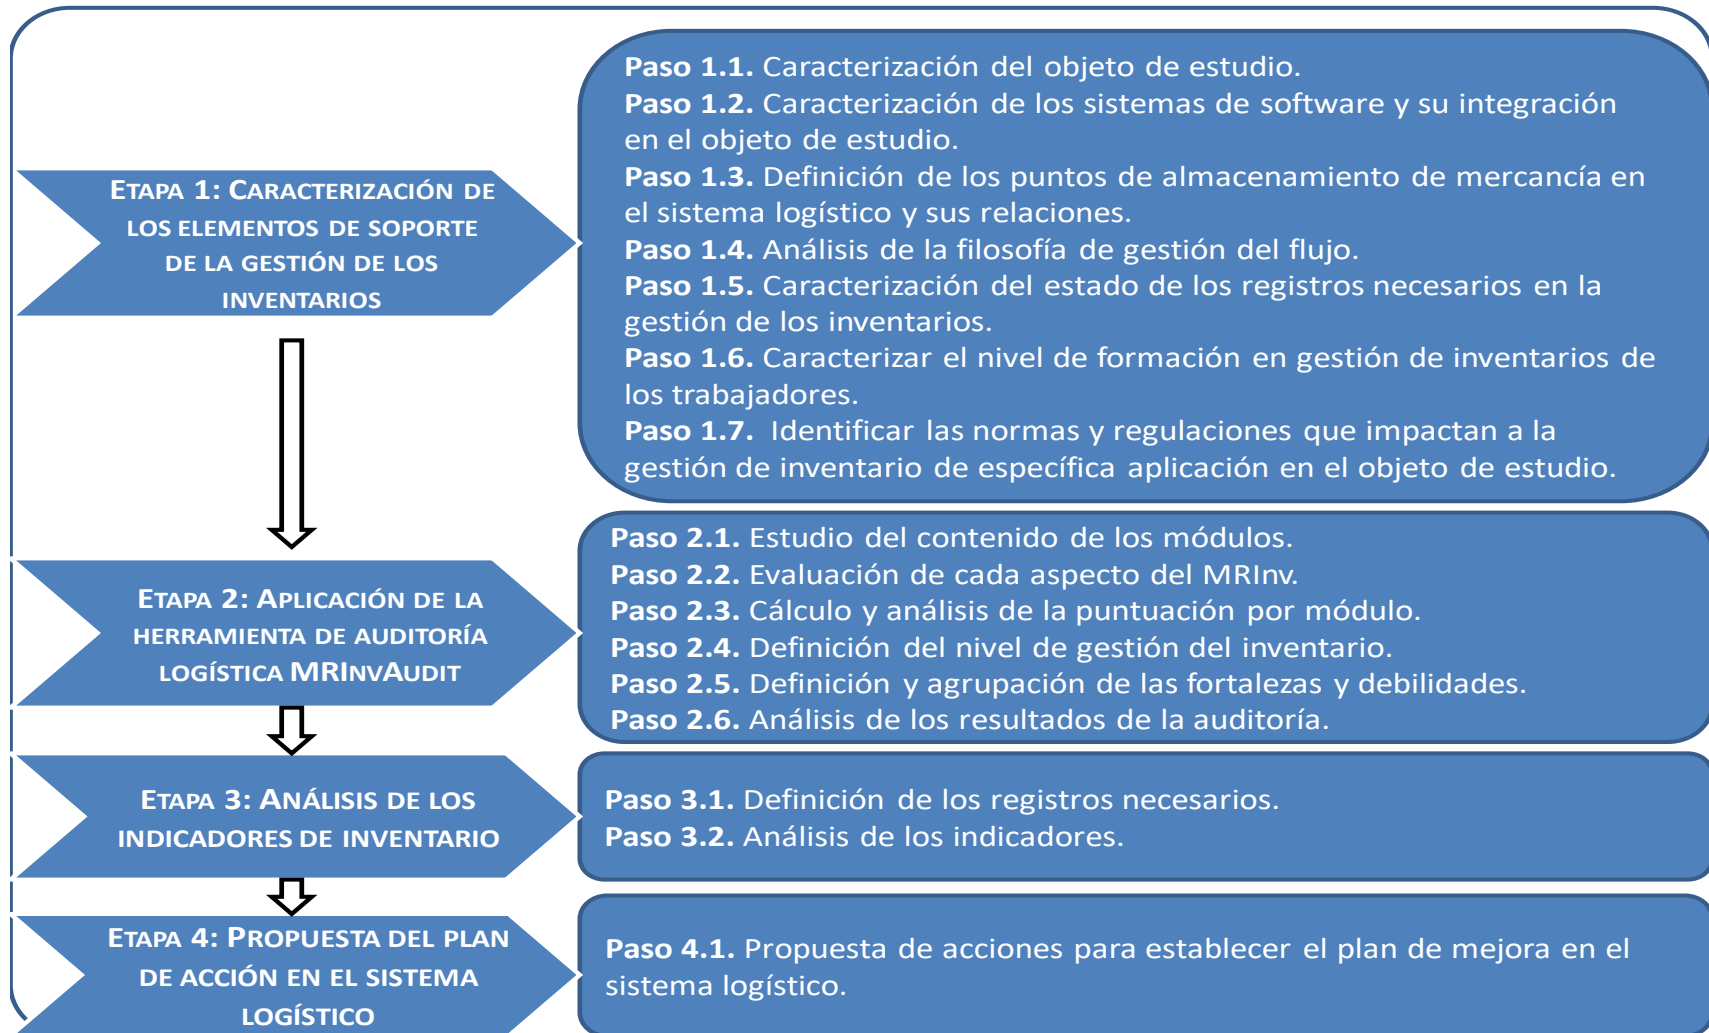 ETAPA 1: CARACTERIZACIÓN DE
LOS ELEMENTOS DE SOPORTE
DE LA GESTIÓN DE LOS
INVENTARIOS
Paso 1.1. Caracterización del objeto de estudio.
Paso 1.2. Caracterización de los sistemas de software y su integración
en el objeto de estudio.
Paso 1.3. Definición de los puntos de almacenamiento de mercancía en
el sistema logístico y sus relaciones.
Paso 1.4. Análisis de la filosofía de gestión del flujo.
Paso 1.5. Caracterización del estado de los registros necesarios en la
gestión de los inventarios.
Paso 1.6. Caracterizar el nivel de formación en gestión de inventarios de
los trabajadores.
Paso 1.7. Identificar las normas y regulaciones que impactan a la
gestión de inventario de específica aplicación en el objeto de estudio.
ETAPA 2: APLICACIÓN DE LA
HERRAMIENTA DE AUDITORÍA
LOGÍSTICA MRINVAUDIT
Paso 2.1. Estudio del contenido de los módulos.
Paso 2.2. Evaluación de cada aspecto del MRInv.
Paso 2.3. Cálculo y análisis de la puntuación por módulo.
Paso 2.4. Definición del nivel de gestión del inventario.
Paso 2.5. Definición y agrupación de las fortalezas y debilidades.
Paso 2.6. Análisis de los resultados de la auditoría.
ETAPA 3: ANÁLISIS DE LOS
INDICADORES DE INVENTARIO
Paso 3.1. Definición de los registros necesarios.
Paso 3.2. Análisis de los indicadores.
ETAPA 4: PROPUESTA DEL PLAN
DE ACCIÓN EN EL SISTEMA
LOGÍSTICO
Paso 4.1. Propuesta de acciones para establecer el plan de mejora en el
sistema logístico.